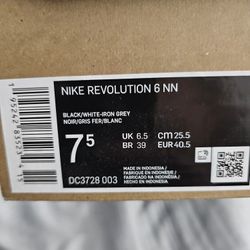 NIKE REVOLUTION 6 NN
BLACK/WHITE-IRON GREY
NOIR/GRIS FER/BLANC
7.5
UK 6.5
CM 25.5
BR 39
EUR 40.5
DC3728 003
MADE IN INDONESIA/
FABRIQUÉ EN INDONÉSIE/
FABRICADO EN INDONESIA/